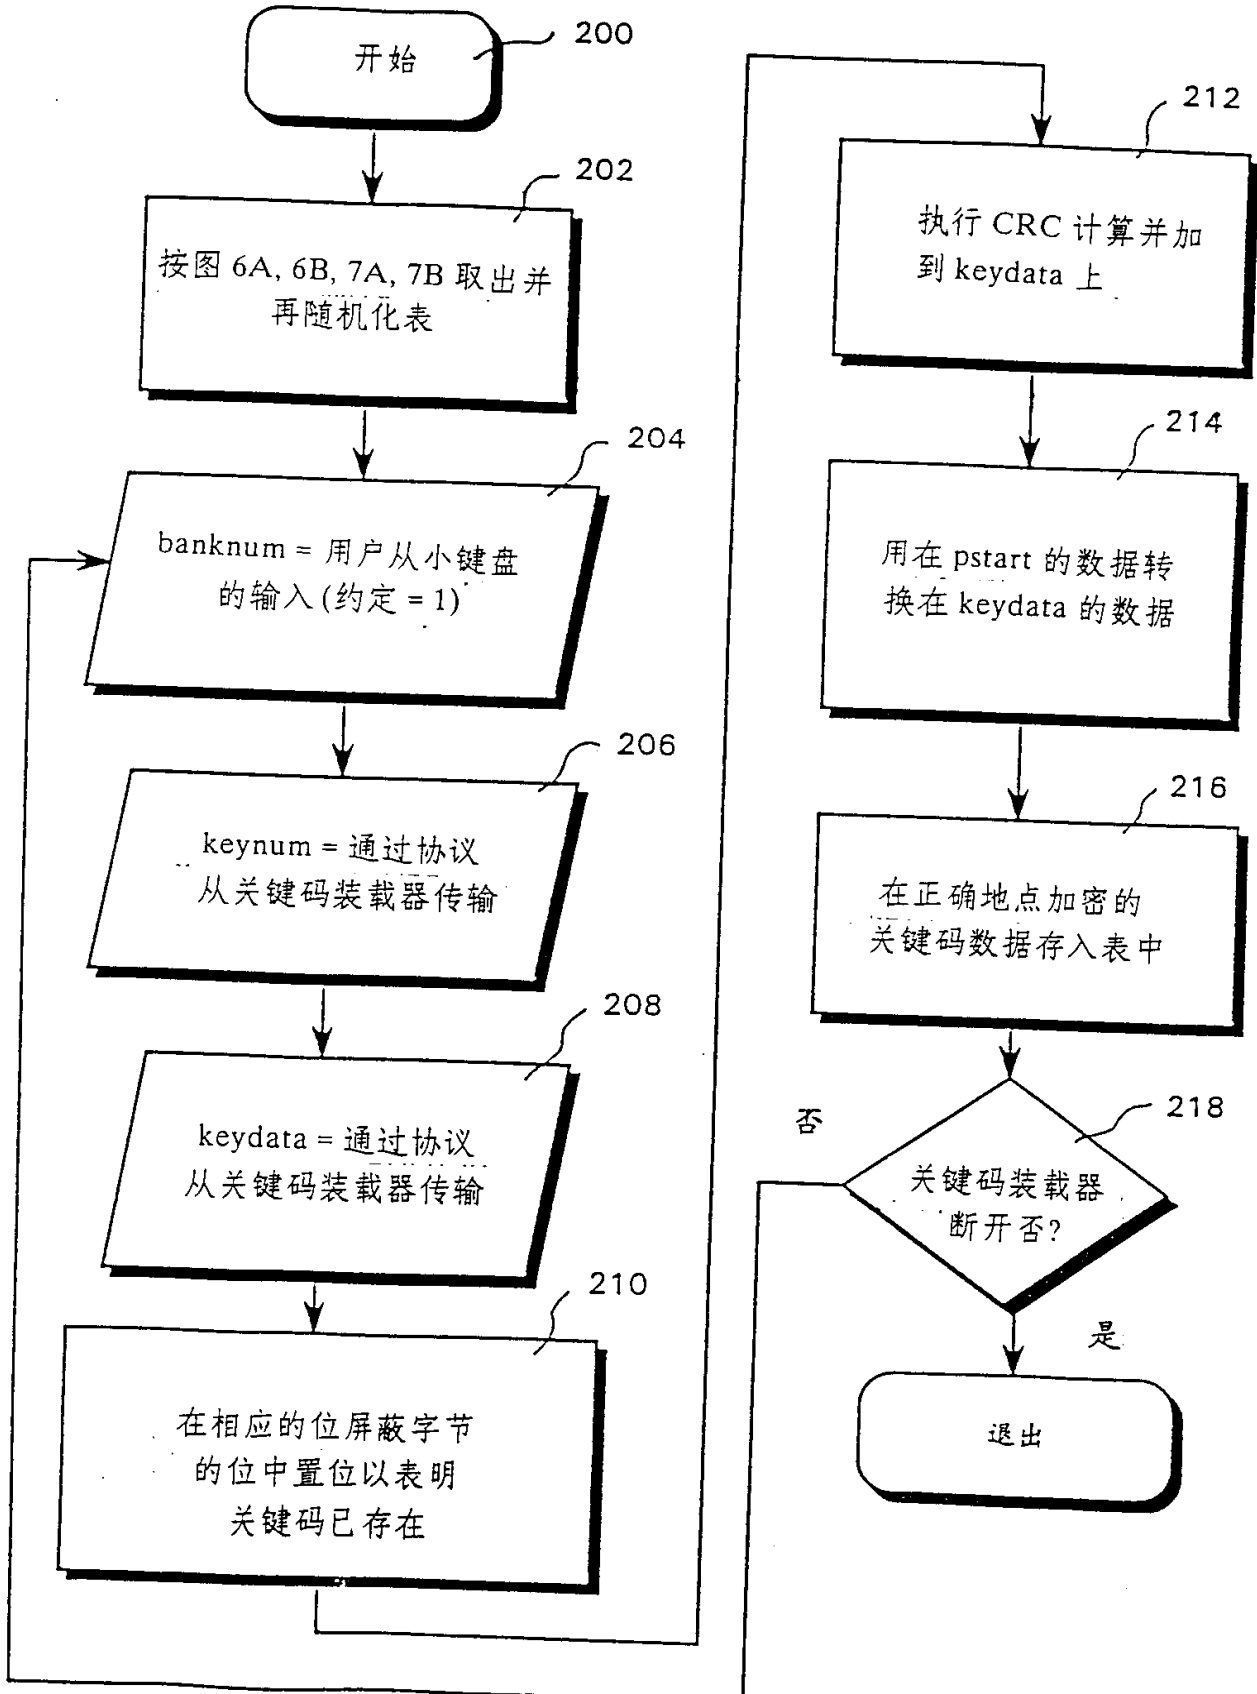 开始
200
202
按图 6A, 6B, 7A, 7B 取出并
再随机化表
204
banknum = 用户从小键盘
的输入(约定 = 1)
206
keynum = 通过协议
从关键码装载器传输
208
keydata = 通过协议
从关键码装载器传输
210
在相应的位屏蔽字节
的位中置位以表明
关键码已存在
212
执行 CRC 计算并加
到 keydata 上
214
用在 pstart 的数据转
换在 keydata 的数据
216
在正确地点加密的
关键码数据存入表中
218
否
关键码装载器
断开否?
是
退出